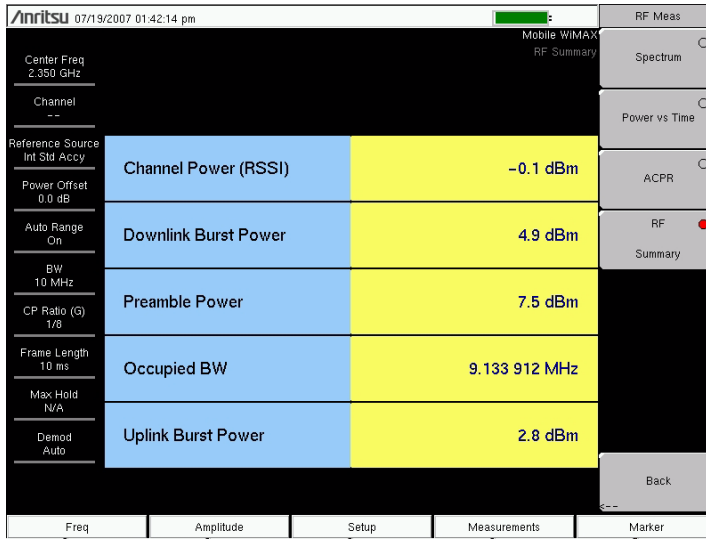 Anritsu 07/19/2007 01:42:14 pm
Mobile WiMAX
RF Summary
Center Freq
2.350 GHz
Channel
--
Reference Source
Int Std Accy
Power Offset
0.0 dB
Auto Range
On
BW
10 MHz
CP Ratio (G)
1/8
Frame Length
10 ms
Max Hold
N/A
Demod
Auto
Channel Power (RSSI) -0.1 dBm
Downlink Burst Power 4.9 dBm
Preamble Power 7.5 dBm
Occupied BW 9.133 912 MHz
Uplink Burst Power 2.8 dBm
RF Meas
Spectrum
Power vs Time
ACPR
RF
Summary
Back
<--
Freq Amplitude Setup Measurements Marker